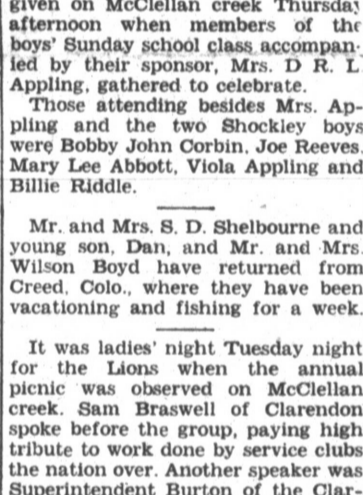 given on McClellan creek Thursday
afternoon when members of the
boys' Sunday school class accompan-
ied by their sponsor, Mrs. D R. L.
Appling, gathered to celebrate.
Those attending besides Mrs. Ap-
pling and the two Shockley boys
were Bobby John Corbin, Joe Reeves,
Mary Lee Abbott, Viola Appling and
Billie Riddle.
Mr. and Mrs. S. D. Shelbourne and
young son, Dan, and Mr. and Mrs.
Wilson Boyd have returned from
Creed, Colo., where they have been
vacationing and fishing for a week.
It was ladies' night Tuesday night
for the Lions when the annual
picnic was observed on McClellan
creek. Sam Braswell of Clarendon
spoke before the group, paying high
tribute to work done by service clubs
the nation over. Another speaker was
Superintendent Burton of the Clar-